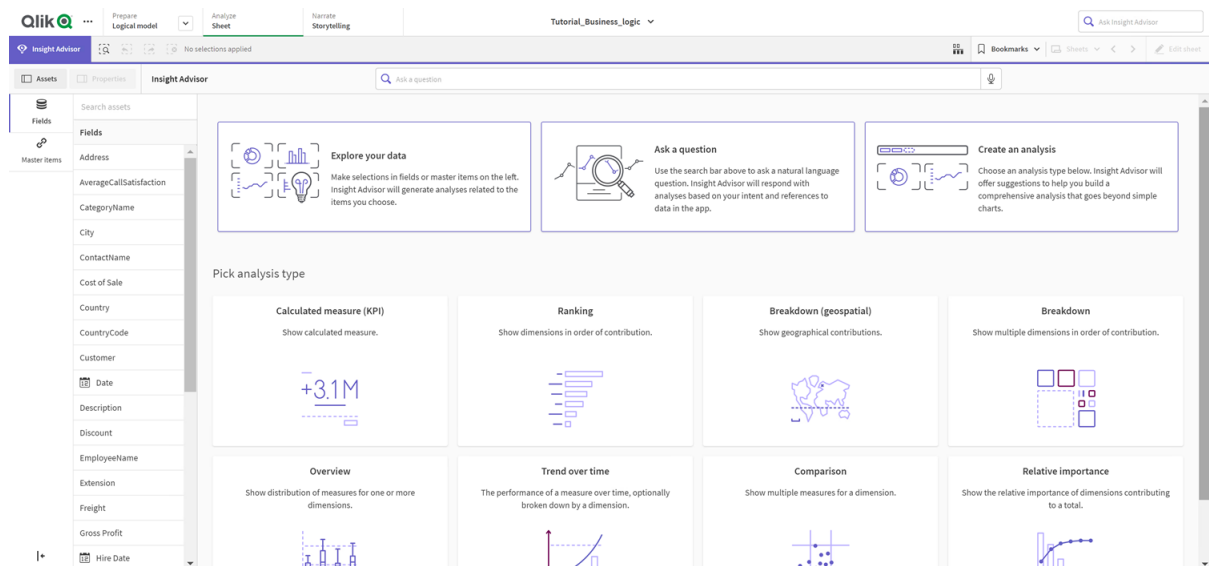 Qlik
Prepare
Logical model
Analyze
Sheet
Narrate
Storytelling
Tutorial_Business_logic
Ask Insight Advisor
Insight Advisor
No selections applied
Bookmarks
Sheets
Edit sheet
Assets
Properties
Insight Advisor
Ask a question
Fields
Master items
Search assets
Fields
Address
AverageCallSatisfaction
CategoryName
City
ContactName
Cost of Sale
Country
CountryCode
Customer
Date
Description
Discount
EmployeeName
Extension
Freight
Gross Profit
Hire Date
Explore your data
Make selections in fields or master items on the left.
Insight Advisor will generate analyses related to the
items you choose.
Ask a question
Use the search bar above to ask a natural language
question. Insight Advisor will respond with
analyses based on your intent and references to
data in the app.
Create an analysis
Choose an analysis type below. Insight Advisor will
offer suggestions to help you build a
comprehensive analysis that goes beyond simple
charts.
Pick analysis type
Calculated measure (KPI)
Show calculated measure.
+3.1M
Ranking
Show dimensions in order of contribution.
Breakdown (geospatial)
Show geographical contributions.
Breakdown
Show multiple dimensions in order of contribution.
Overview
Show distribution of measures for one or more
dimensions.
Trend over time
The performance of a measure over time, optionally
broken down by a dimension.
Comparison
Show multiple measures for a dimension.
Relative importance
Show the relative importance of dimensions contributing
to a total.